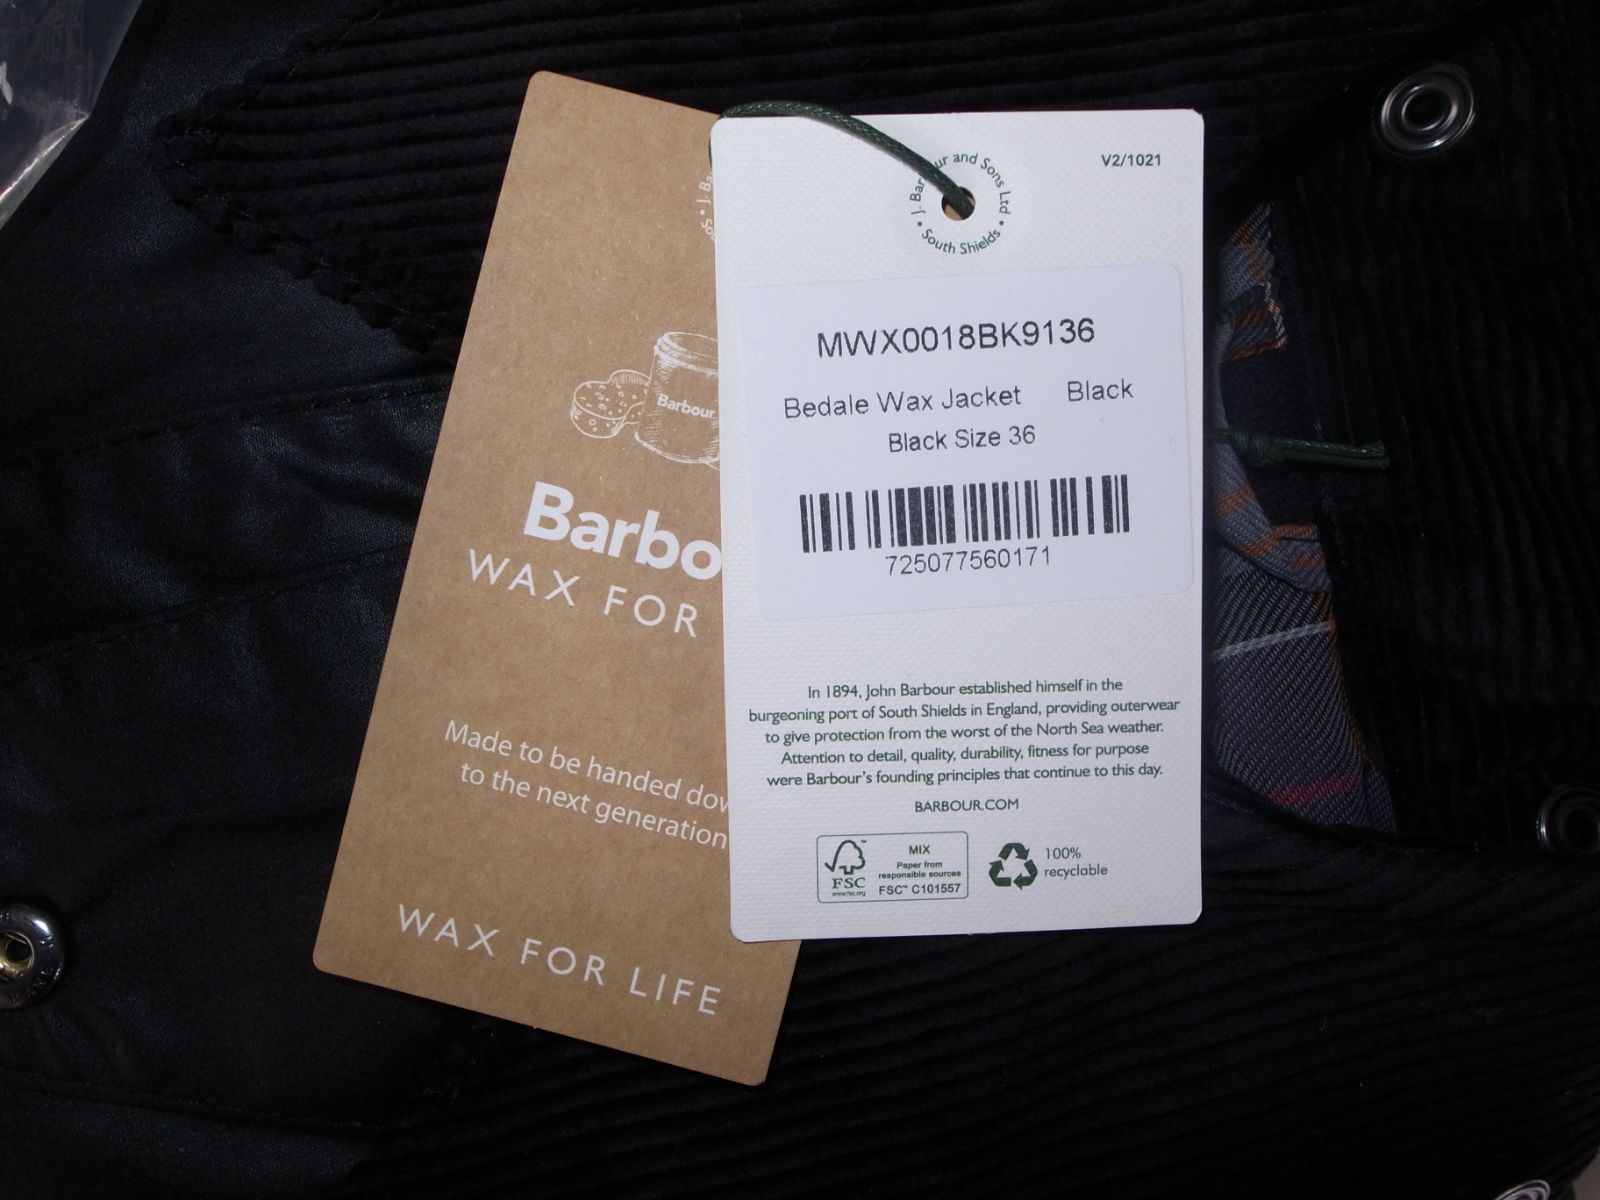 J. Barbour and Sons Ltd • South Shields •
V2/1021
MWX0018BK9136
Bedale Wax Jacket Black
Black Size 36
725077560171
In 1894, John Barbour established himself in the
burgeoning port of South Shields in England, providing outerwear
to give protection from the worst of the North Sea weather.
Attention to detail, quality, durability, fitness for purpose
were Barbour's founding principles that continue to this day.
BARBOUR.COM
FSC
www.fsc.org
MIX
Paper from
responsible sources
FSC™ C101557
100%
recyclable
Barbour
Barbo
WAX FOR
Made to be handed dow
to the next generation
WAX FOR LIFE